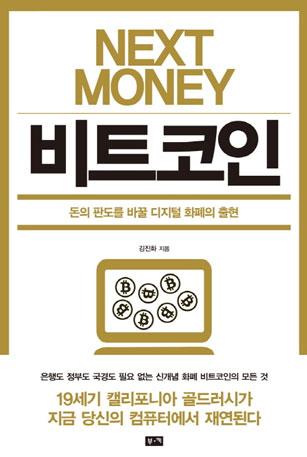 NEXT
MONEY
비트코인
돈의 판도를 바꿀 디지털 화폐의 출현
김진화 지음
은행도 정부도 국경도 필요 없는 신개념 화폐 비트코인의 모든 것
19세기 캘리포니아 골드러시가
지금 당신의 컴퓨터에서 재연된다
부·키